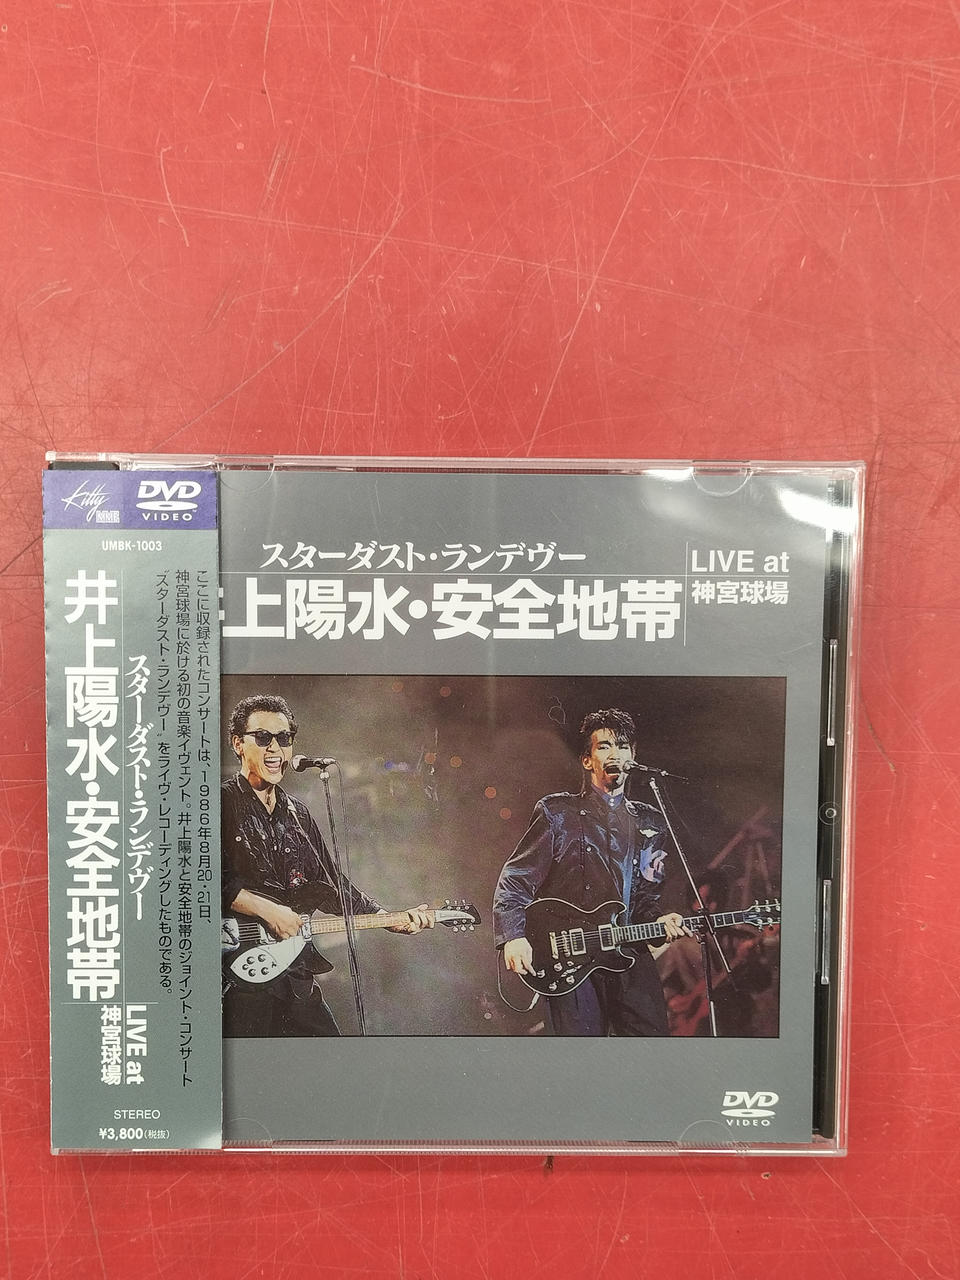 Kitty
MME
DVD
VIDEO
UMBK-1003
井上陽水・安全地帯
スターダスト・ランデヴー
LIVE at
神宮球場
ここに収録されたコンサートは、1986年8月20・21日、
神宮球場に於ける初の音楽イヴェント。井上陽水と安全地帯のジョイント・コンサート
“スターダスト・ランデヴー”をライヴ・レコーディングしたものである。
STEREO
¥3,800(税抜)
スターダスト・ランデヴー
上陽水・安全地帯
LIVE at
神宮球場
DVD
VIDEO